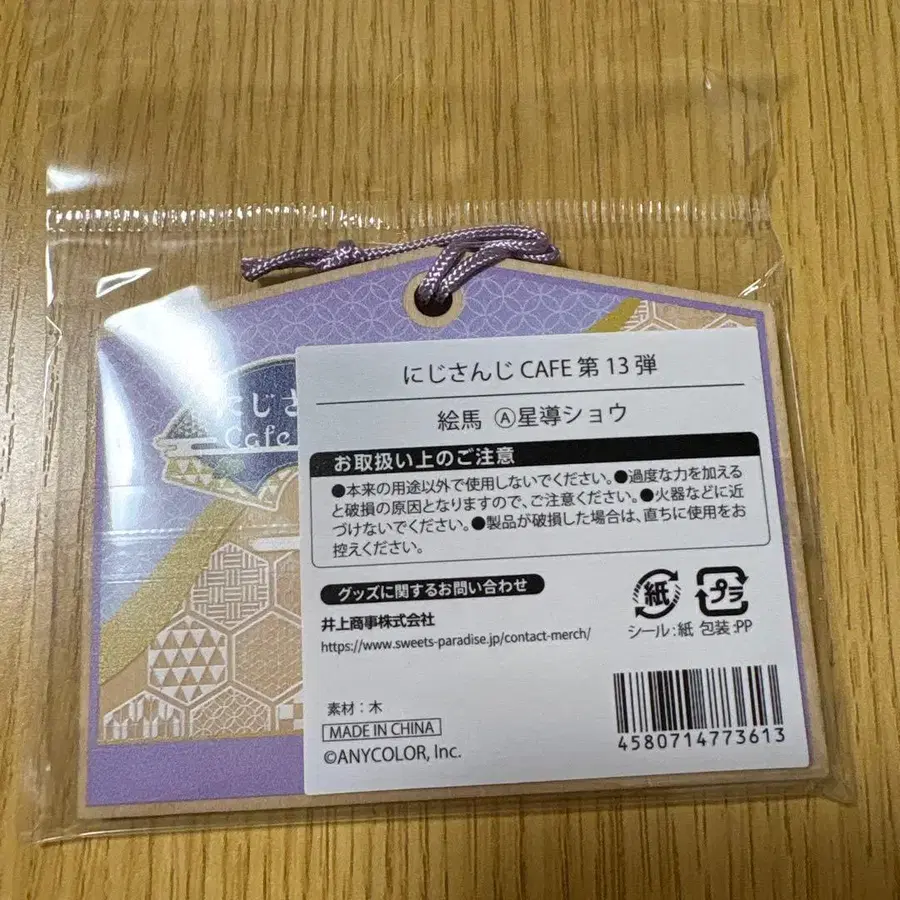 にじさ
Cafe
にじさんじ CAFE 第 13 弾
絵馬 Ⓐ星導ショウ
お取扱い上のご注意
●本来の用途以外で使用しないでください。●過度な力を加える
と破損の原因となりますので、ご注意ください。●火器などに近
づけないでください。●製品が破損した場合は、直ちに使用をお
控えください。
グッズに関するお問い合わせ
井上商事株式会社
https://www.sweets-paradise.jp/contact-merch/
紙 プラ
シール:紙 包装:PP
素材:木
MADE IN CHINA
©ANYCOLOR, Inc.
4580714773613